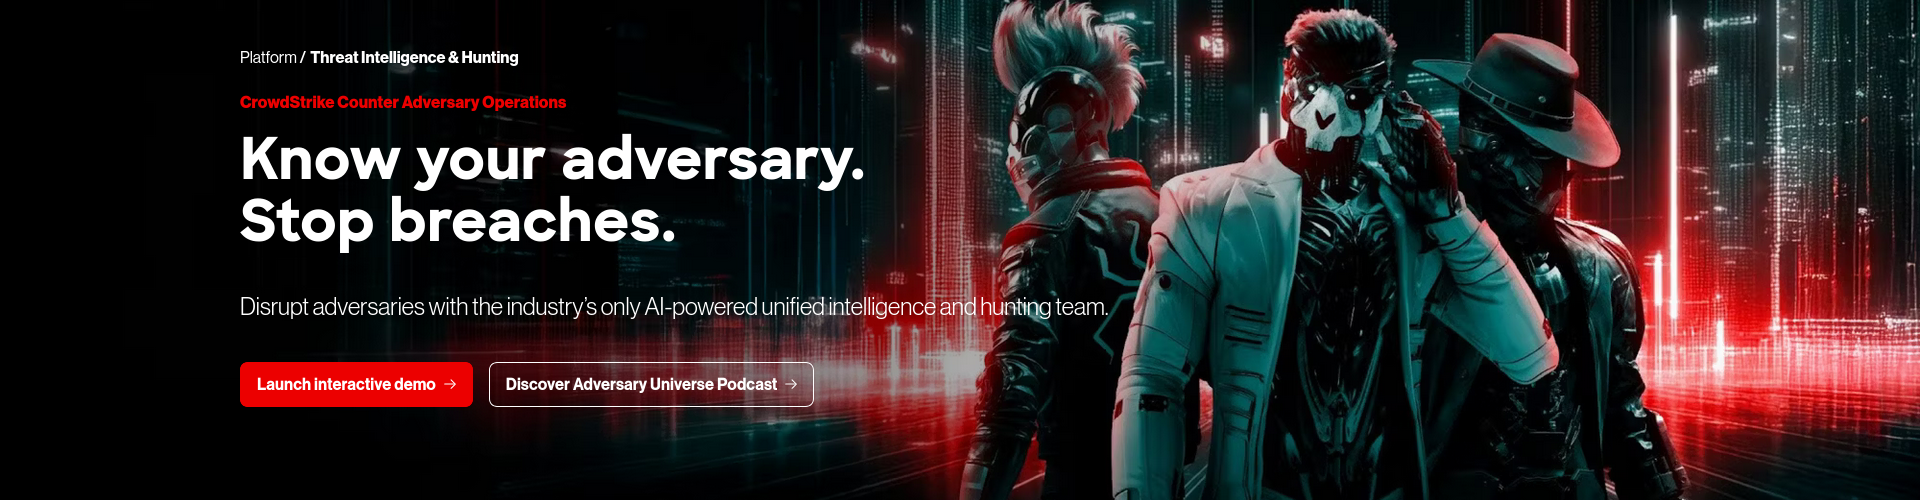 Platform / Threat Intelligence & Hunting
CrowdStrike Counter Adversary Operations
Know your adversary.
Stop breaches.
Disrupt adversaries with the industry’s only AI-powered unified intelligence and hunting team.
Launch interactive demo →
Discover Adversary Universe Podcast →